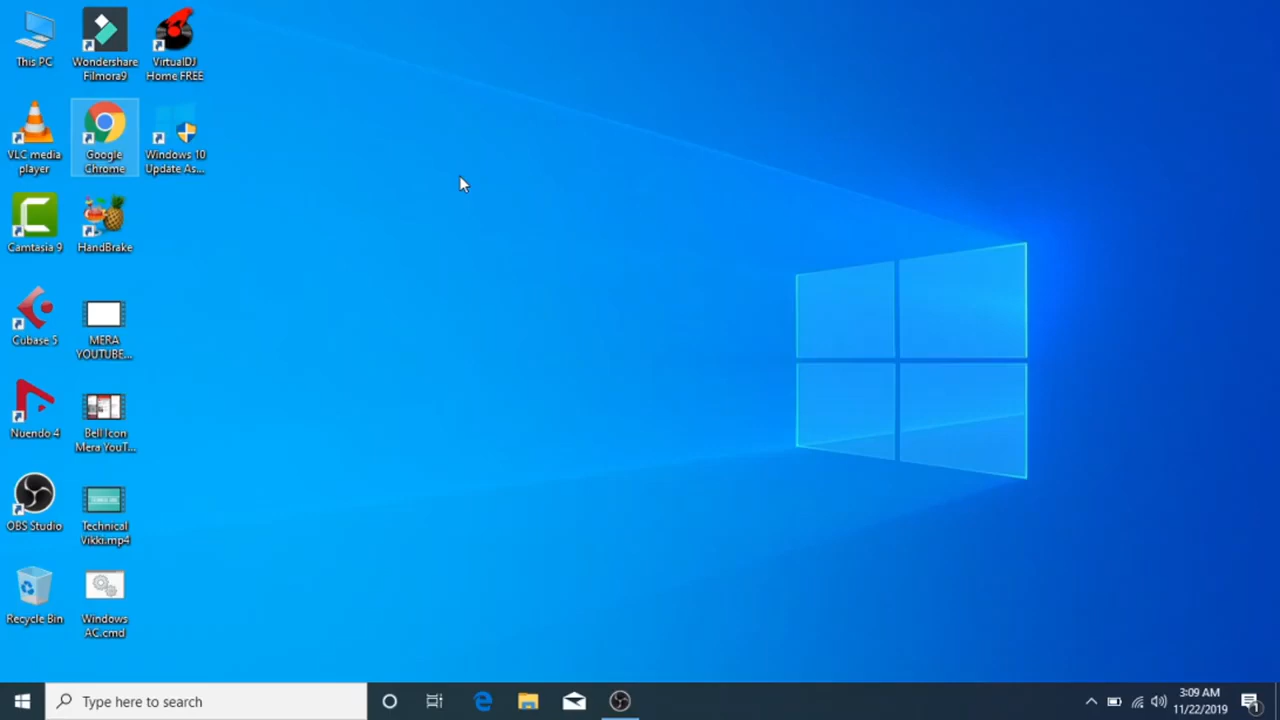 This PC
Wondershare
Filmora9
VirtualDJ
Home FREE
VLC media
player
Google
Chrome
Windows 10
Update As...
Camtasia 9
HandBrake
Cubase 5
MERA
YOUTUBE...
Nuendo 4
Bell Icon
Mera YouT...
OBS Studio
Technical
Vikki.mp4
Recycle Bin
Windows
AC.cmd
Type here to search
3:09 AM
11/22/2019
1